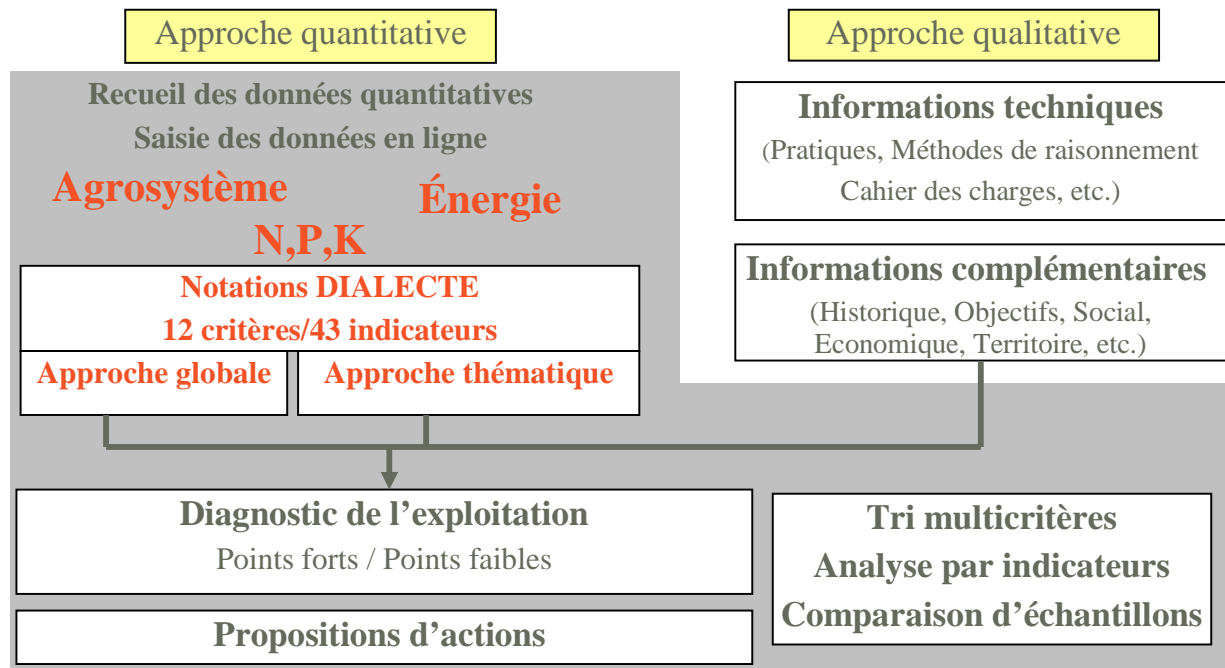 Approche quantitative
Approche qualitative
Recueil des données quantitatives
Saisie des données en ligne
Agrosystème
Énergie
N,P,K
Notations DIALECTE
12 critères/43 indicateurs
Approche globale
Approche thématique
Informations techniques
(Pratiques, Méthodes de raisonnement
Cahier des charges, etc.)
Informations complémentaires
(Historique, Objectifs, Social,
Economique, Territoire, etc.)
Diagnostic de l’exploitation
Points forts / Points faibles
Propositions d’actions
Tri multicritères
Analyse par indicateurs
Comparaison d’échantillons